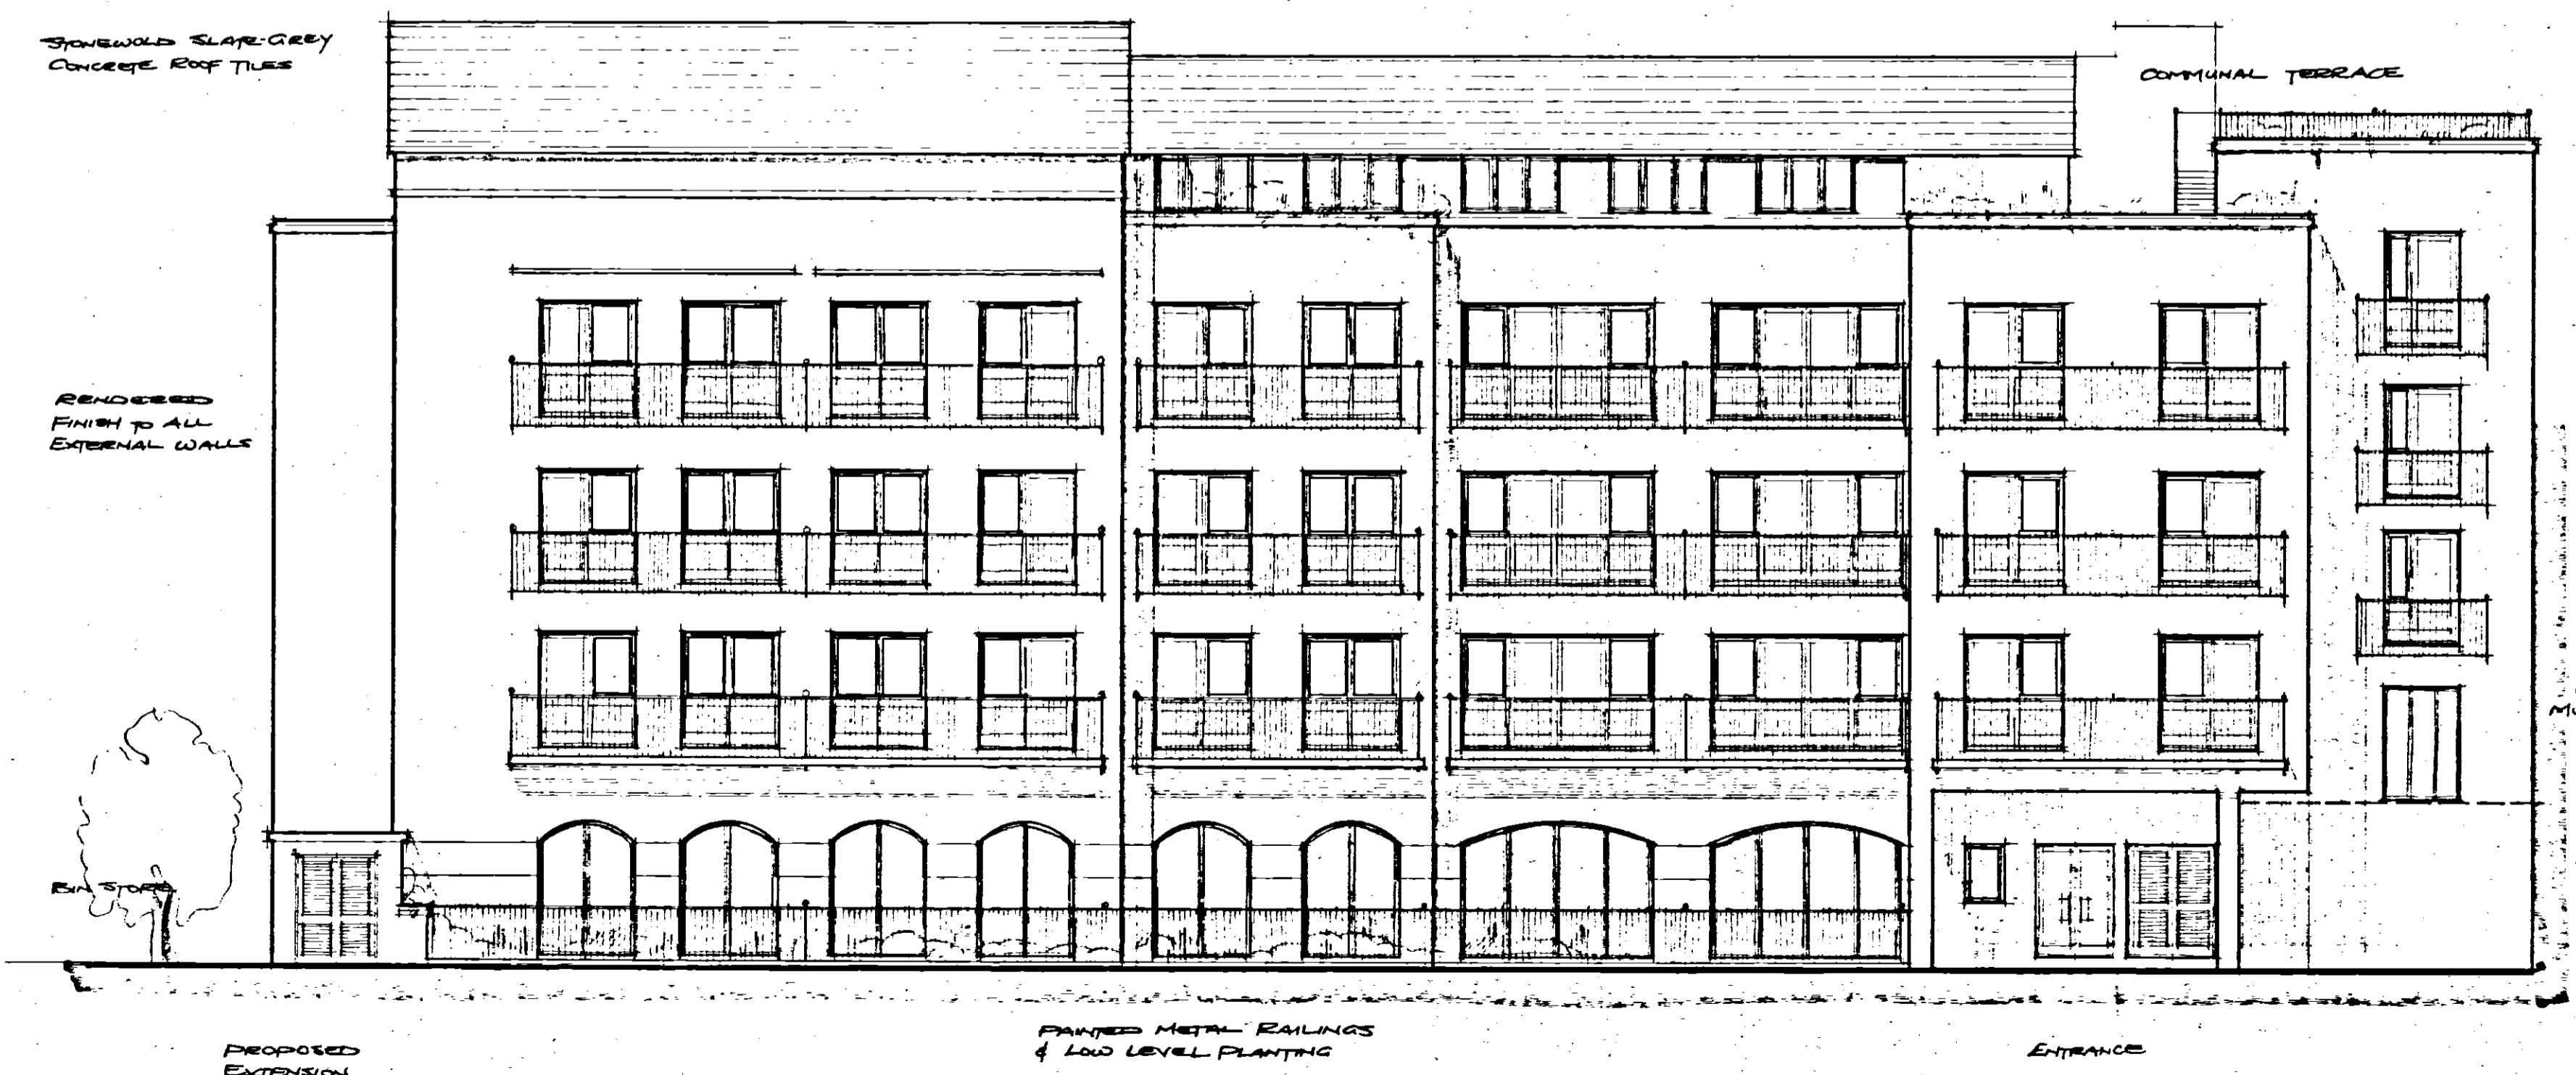 STONEWOLD SLATE-GREY
CONCRETE ROOF TILES
COMMUNAL TERRACE
RENDERED
FINISH TO ALL
EXTERNAL WALLS
BIN STORE
PAINTED METAL RAILINGS
& LOW LEVEL PLANTING
ENTRANCE
PROPOSED
EXTENSION